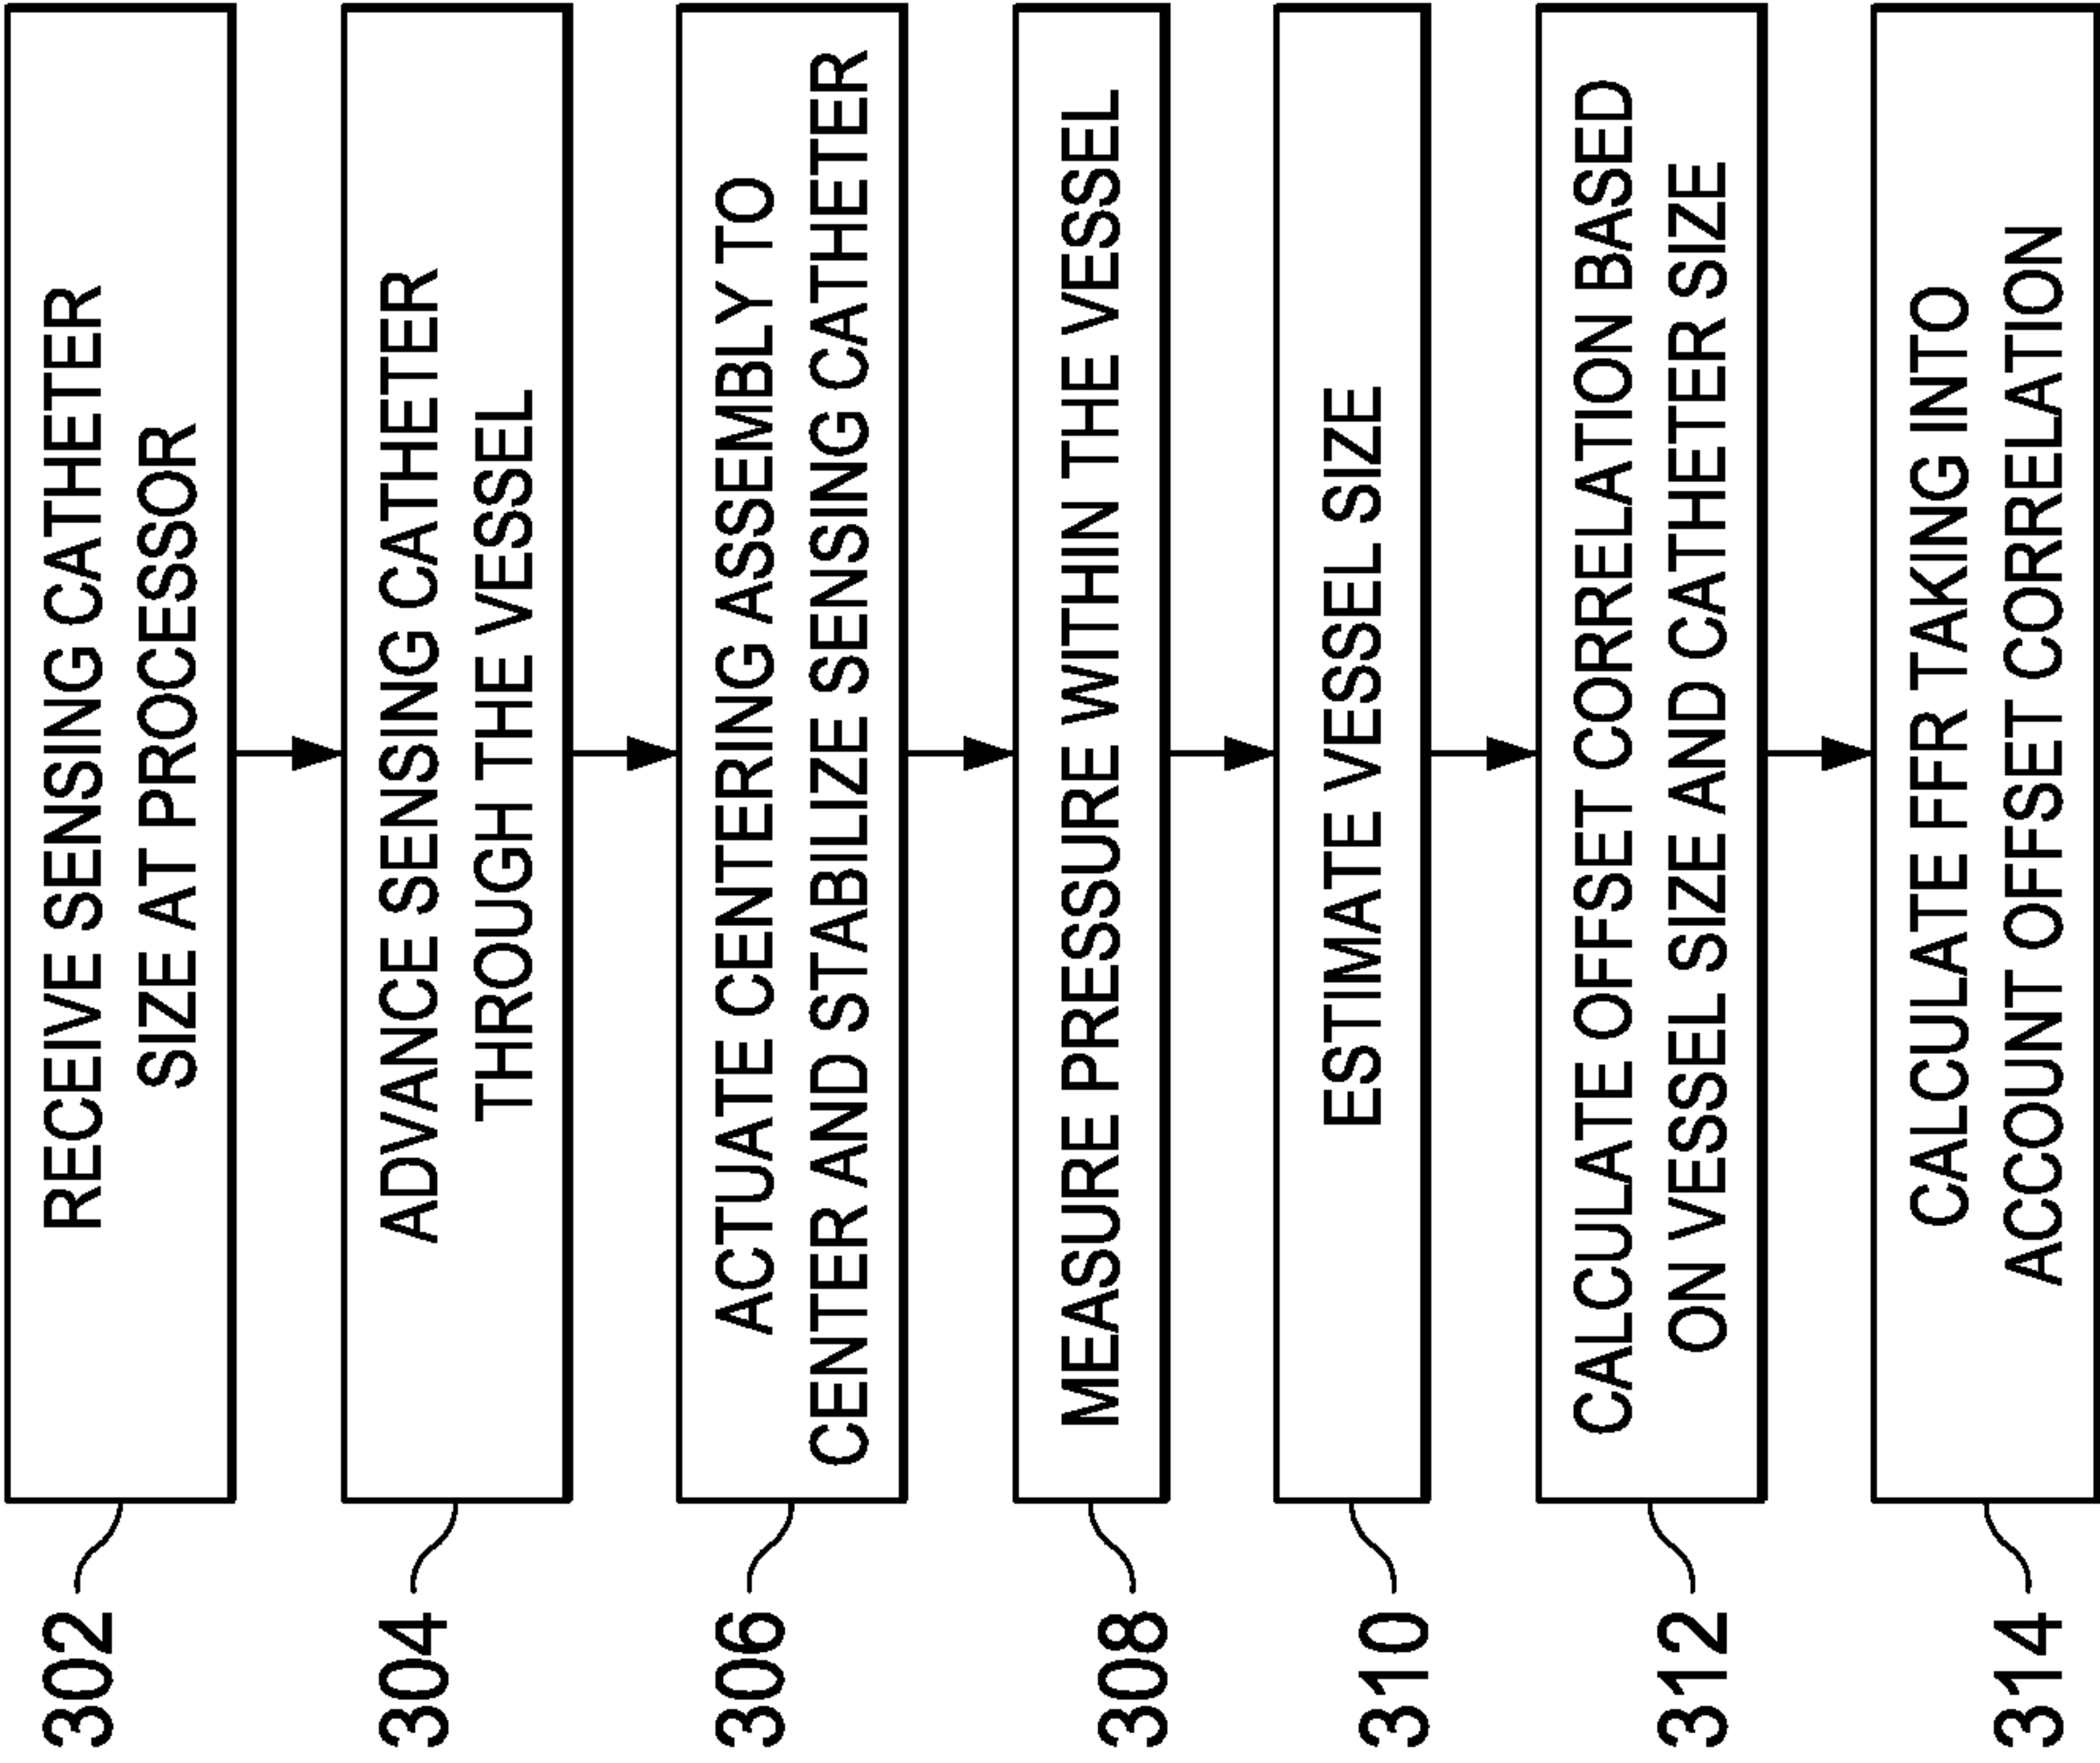 302
RECEIVE SENSING CATHETER
SIZE AT PROCESSOR
304
ADVANCE SENSING CATHETER
THROUGH THE VESSEL
306
ACTUATE CENTERING ASSEMBLY TO
CENTER AND STABILIZE SENSING CATHETER
308
MEASURE PRESSURE WITHIN THE VESSEL
310
ESTIMATE VESSEL SIZE
312
CALCULATE OFFSET CORRELATION BASED
ON VESSEL SIZE AND CATHETER SIZE
314
CALCULATE FFR TAKING INTO
ACCOUNT OFFSET CORRELATION